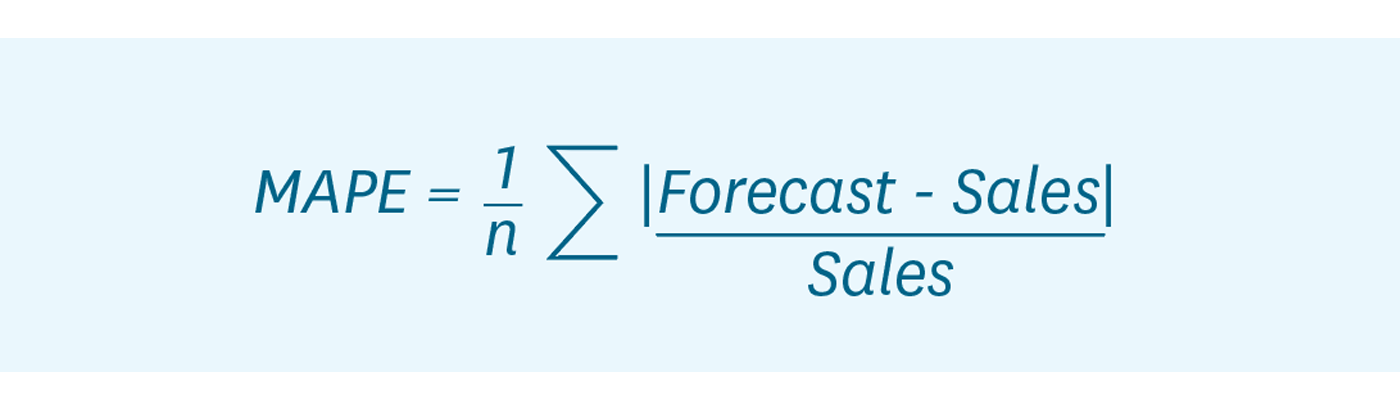 MAPE = 1/n ∑ |Forecast - Sales|
Sales